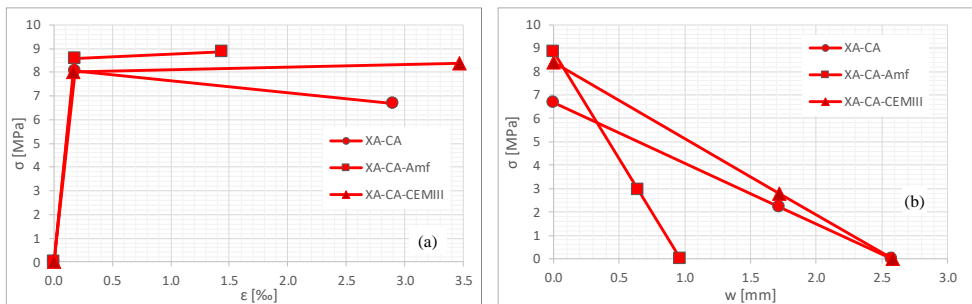 10
9
8
7
6
5
4
3
2
1
0
σ [MPa]
XA-CA
XA-CA-Amf
XA-CA-CEMIII
(a)
0.0 0.5 1.0 1.5 2.0 2.5 3.0 3.5
ε [‰]
10
9
8
7
6
5
4
3
2
1
0
σ [MPa]
XA-CA
XA-CA-Amf
XA-CA-CEMIII
(b)
0.0 0.5 1.0 1.5 2.0 2.5 3.0
w [mm]